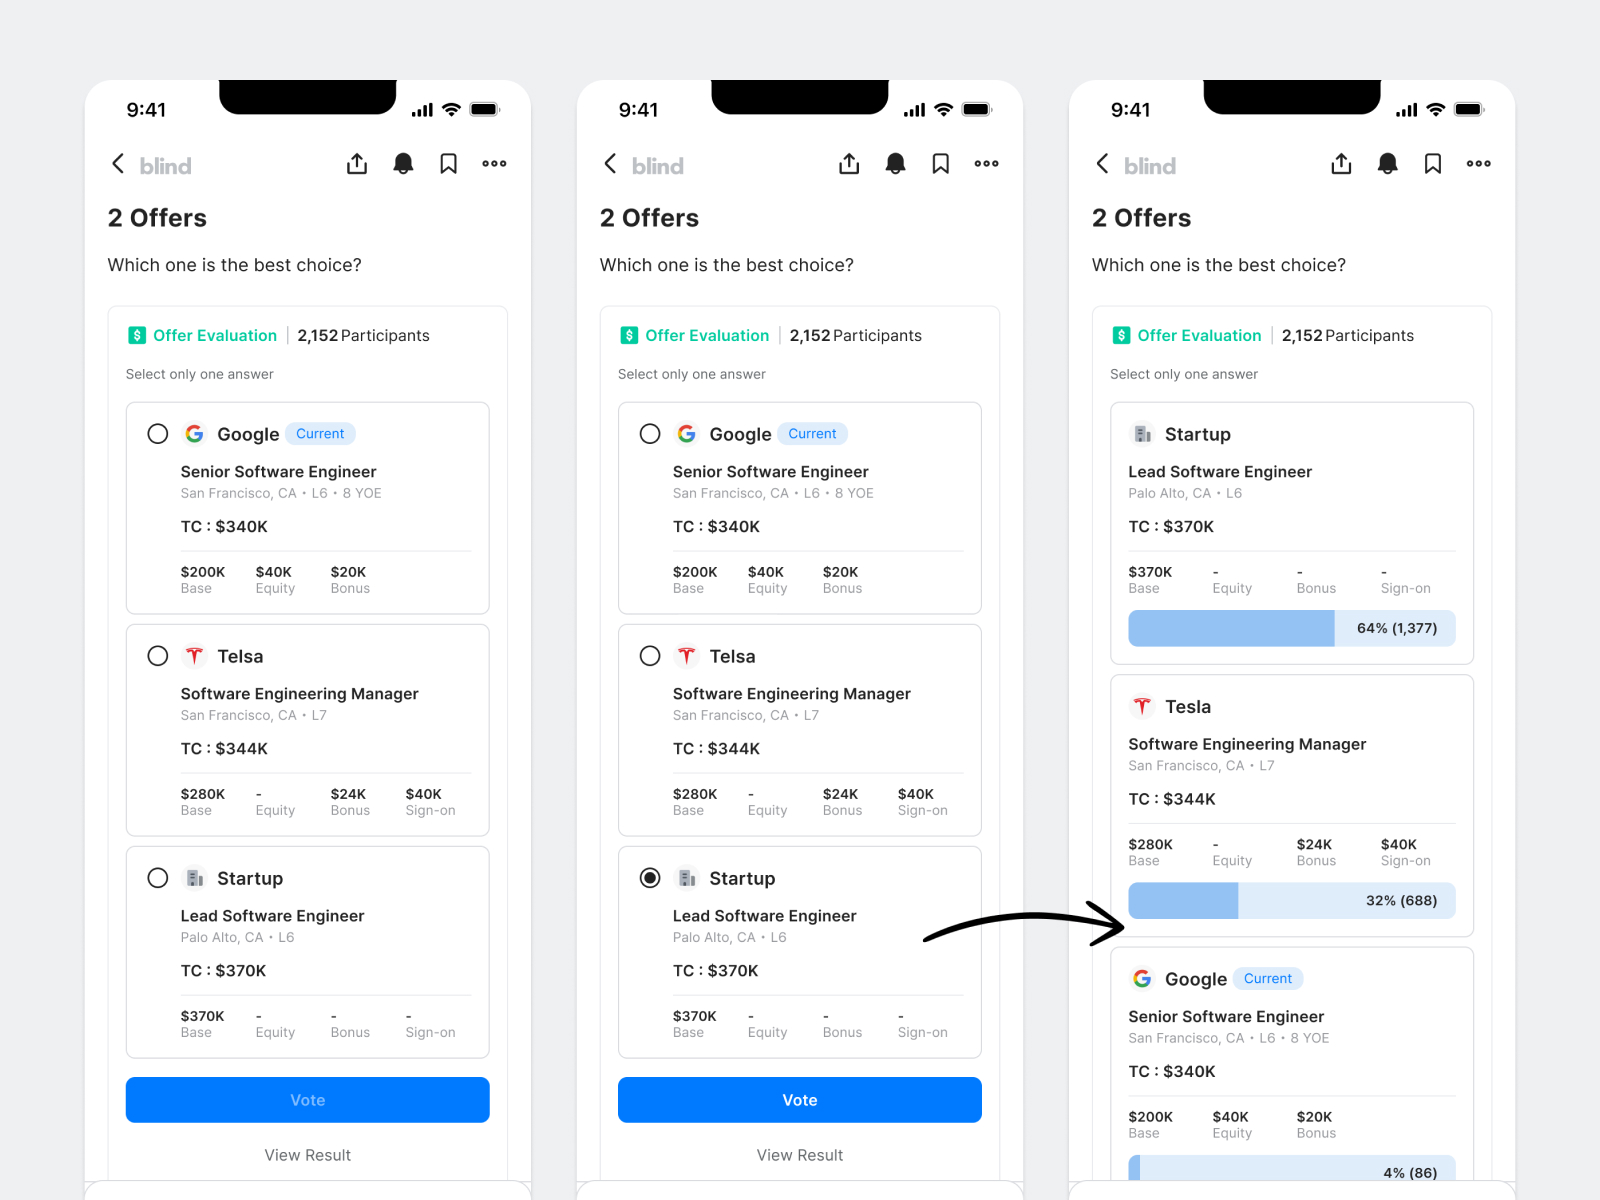 9:41
blind
2 Offers
Which one is the best choice?
$ Offer Evaluation | 2,152 Participants
Select only one answer
Google Current
Senior Software Engineer
San Francisco, CA • L6 • 8 YOE
TC : $340K
$200K $40K $20K
Base Equity Bonus
Telsa
Software Engineering Manager
San Francisco, CA • L7
TC : $344K
$280K - $24K $40K
Base Equity Bonus Sign-on
Startup
Lead Software Engineer
Palo Alto, CA • L6
TC : $370K
$370K - - -
Base Equity Bonus Sign-on
Vote
View Result
9:41
blind
2 Offers
Which one is the best choice?
$ Offer Evaluation | 2,152 Participants
Select only one answer
Google Current
Senior Software Engineer
San Francisco, CA • L6 • 8 YOE
TC : $340K
$200K $40K $20K
Base Equity Bonus
Telsa
Software Engineering Manager
San Francisco, CA • L7
TC : $344K
$280K - $24K $40K
Base Equity Bonus Sign-on
Startup
Lead Software Engineer
Palo Alto, CA • L6
TC : $370K
$370K - - -
Base Equity Bonus Sign-on
Vote
View Result
9:41
blind
2 Offers
Which one is the best choice?
$ Offer Evaluation | 2,152 Participants
Select only one answer
Startup
Lead Software Engineer
Palo Alto, CA • L6
TC : $370K
$370K - - -
Base Equity Bonus Sign-on
64% (1,377)
Tesla
Software Engineering Manager
San Francisco, CA • L7
TC : $344K
$280K - $24K $40K
Base Equity Bonus Sign-on
32% (688)
Google Current
Senior Software Engineer
San Francisco, CA • L6 • 8 YOE
TC : $340K
$200K $40K $20K
Base Equity Bonus
4% (86)